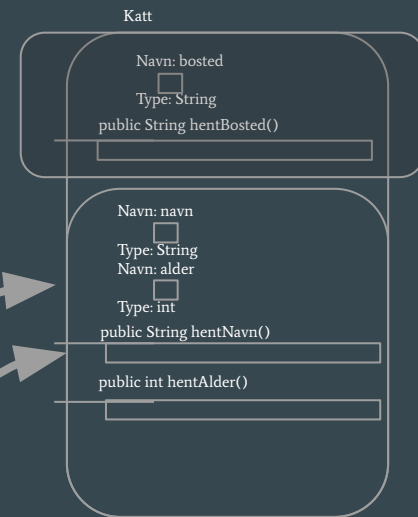 Katt
Navn: bosted
Type: String
public String hentBosted()
Navn: navn
Type: String
Navn: alder
Type: int
public String hentNavn()
public int hentAlder()